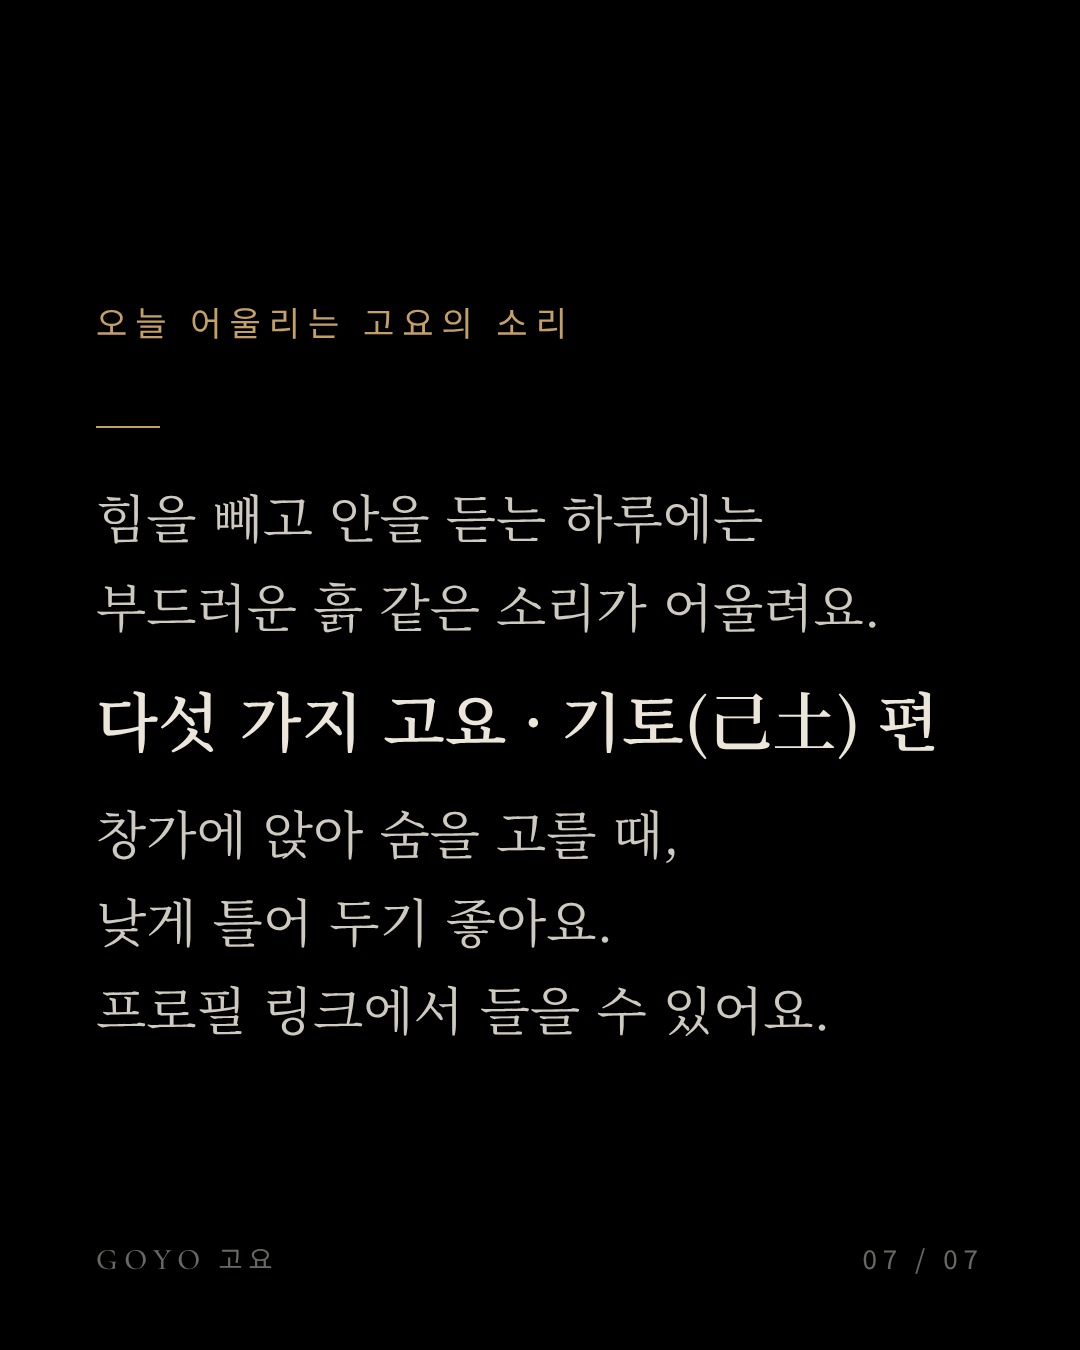 오늘 어울리는 고요의 소리
힘을 빼고 안을 듣는 하루에는
부드러운 흙 같은 소리가 어울려요.
다섯 가지 고요 · 기토(己土) 편
창가에 앉아 숨을 고를 때,
낮게 틀어 두기 좋아요.
프로필 링크에서 들을 수 있어요.
GOYO 고요
07 / 07